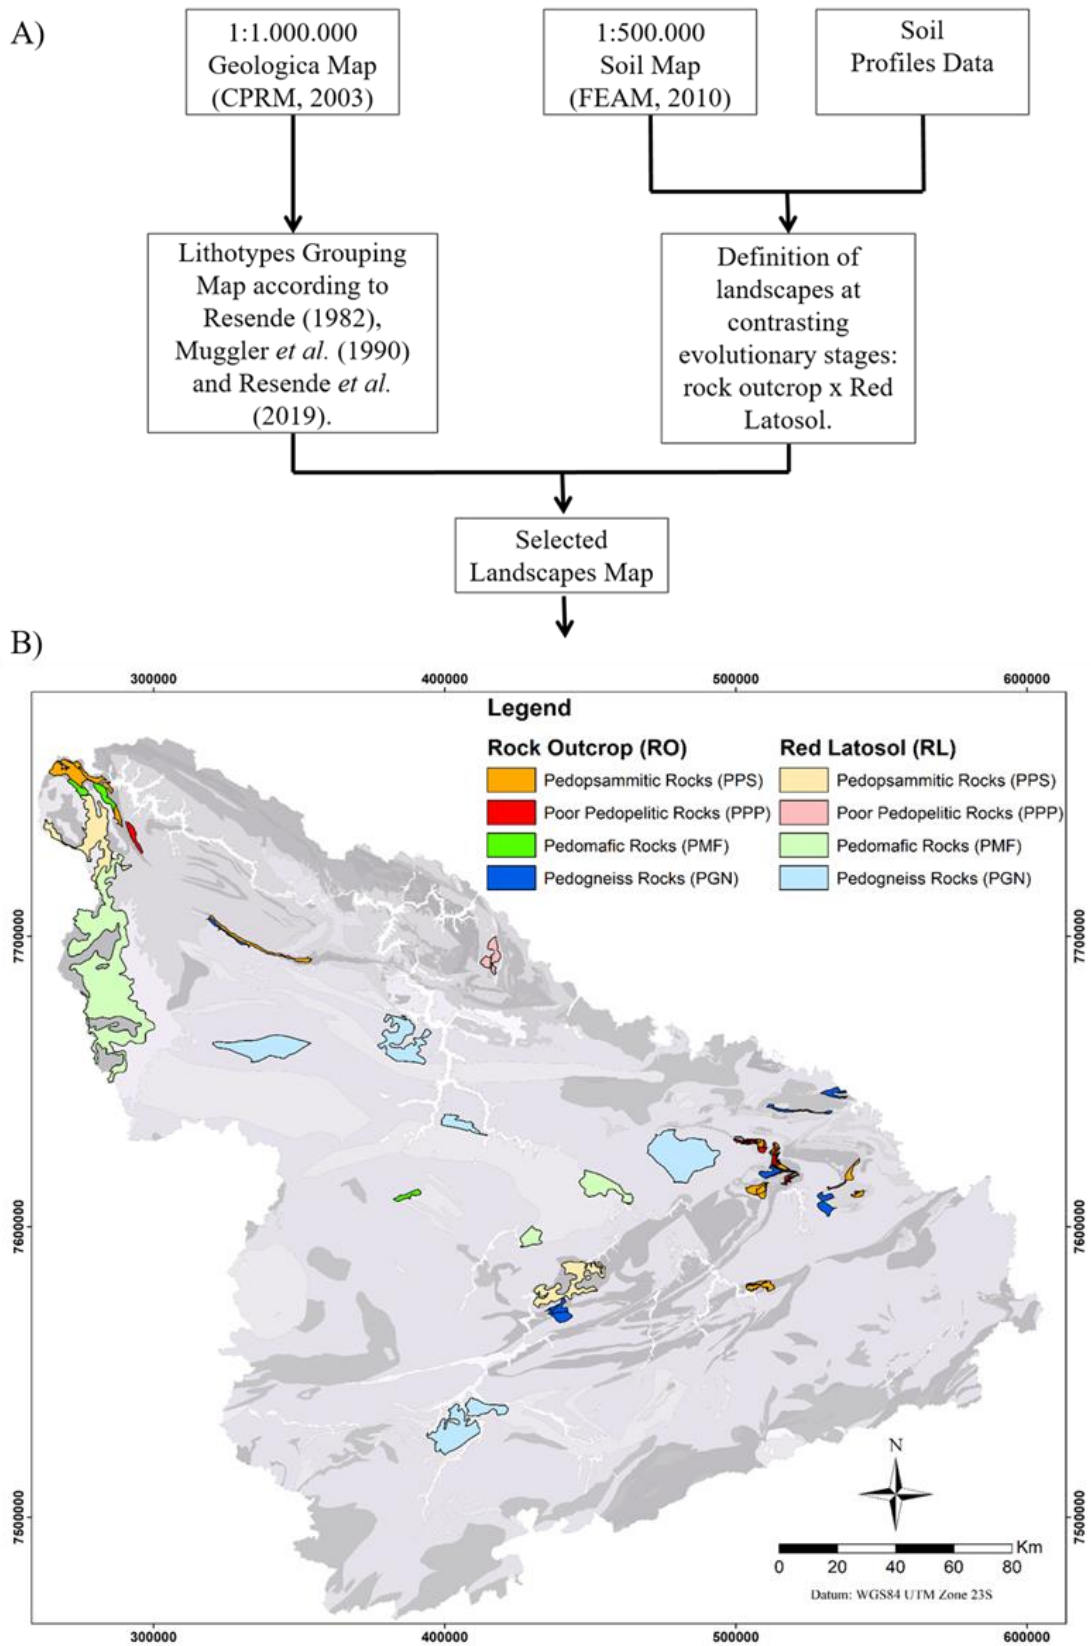 A)
1:1.000.000
Geologica Map
(CPRM, 2003)
1:500.000
Soil Map
(FEAM, 2010)
Soil
Profiles Data
Lithotypes Grouping
Map according to
Resende (1982),
Muggler et al. (1990)
and Resende et al.
(2019).
Definition of
landscapes at
contrasting
evolutionary stages:
rock outcrop x Red
Latosol.
Selected
Landscapes Map
B)
300000 400000 500000 600000
Legend
Rock Outcrop (RO)
Pedopsammitic Rocks (PPS)
Poor Pedopelitic Rocks (PPP)
Pedomafic Rocks (PMF)
Pedogneiss Rocks (PGN)
Red Latosol (RL)
Pedopsammitic Rocks (PPS)
Poor Pedopelitic Rocks (PPP)
Pedomafic Rocks (PMF)
Pedogneiss Rocks (PGN)
7700000 7700000
7600000 7600000
7500000 7500000
N
Km
0 20 40 60 80
Datum: WGS84 UTM Zone 23S
300000 400000 500000 600000